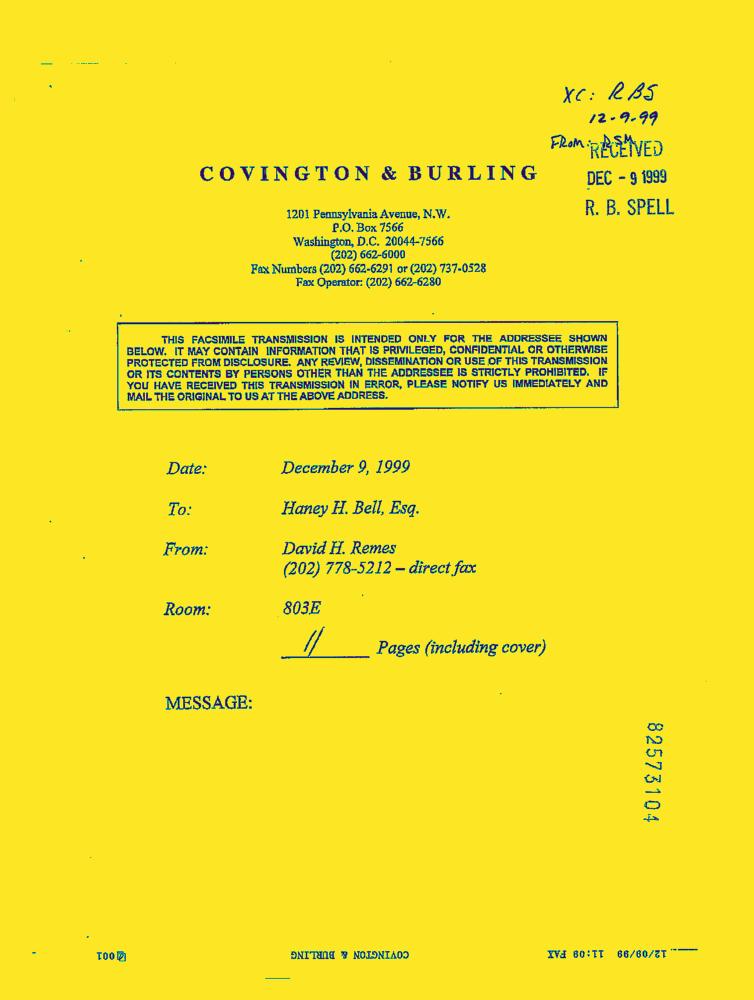 XC: RBS
12-9-99
FROM: DSM
RECEIVED
DEC - 9 1999
R. B. SPELL
COVINGTON & BURLING
1201 Pennsylvania Avenue, N.W.
P.O. Box 7566
Washington, D.C. 20044-7566
(202) 662-6000
Fax Numbers (202) 662-6291 or (202) 737-0528
Fax Operator: (202) 662-6280
THIS FACSIMILE TRANSMISSION IS INTENDED ONLY FOR THE ADDRESSEE SHOWN
BELOW. IT MAY CONTAIN INFORMATION THAT IS PRIVILEGED, CONFIDENTIAL OR OTHERWISE
PROTECTED FROM DISCLOSURE. ANY REVIEW, DISSEMINATION OR USE OF THIS TRANSMISSION
OR ITS CONTENTS BY PERSONS OTHER THAN THE ADDRESSEE IS STRICTLY PROHIBITED. IF
YOU HAVE RECEIVED THIS TRANSMISSION IN ERROR, PLEASE NOTIFY US IMMEDIATELY AND
MAIL THE ORIGINAL TO US AT THE ABOVE ADDRESS.
Date: December 9, 1999
To: Haney H. Bell, Esq.
From: David H. Remes
(202) 778-5212 – direct fax
Room: 803E
11 Pages (including cover)
MESSAGE:
82573104
12/09/99 11:09 FAX COVINGTON & BURLING 001